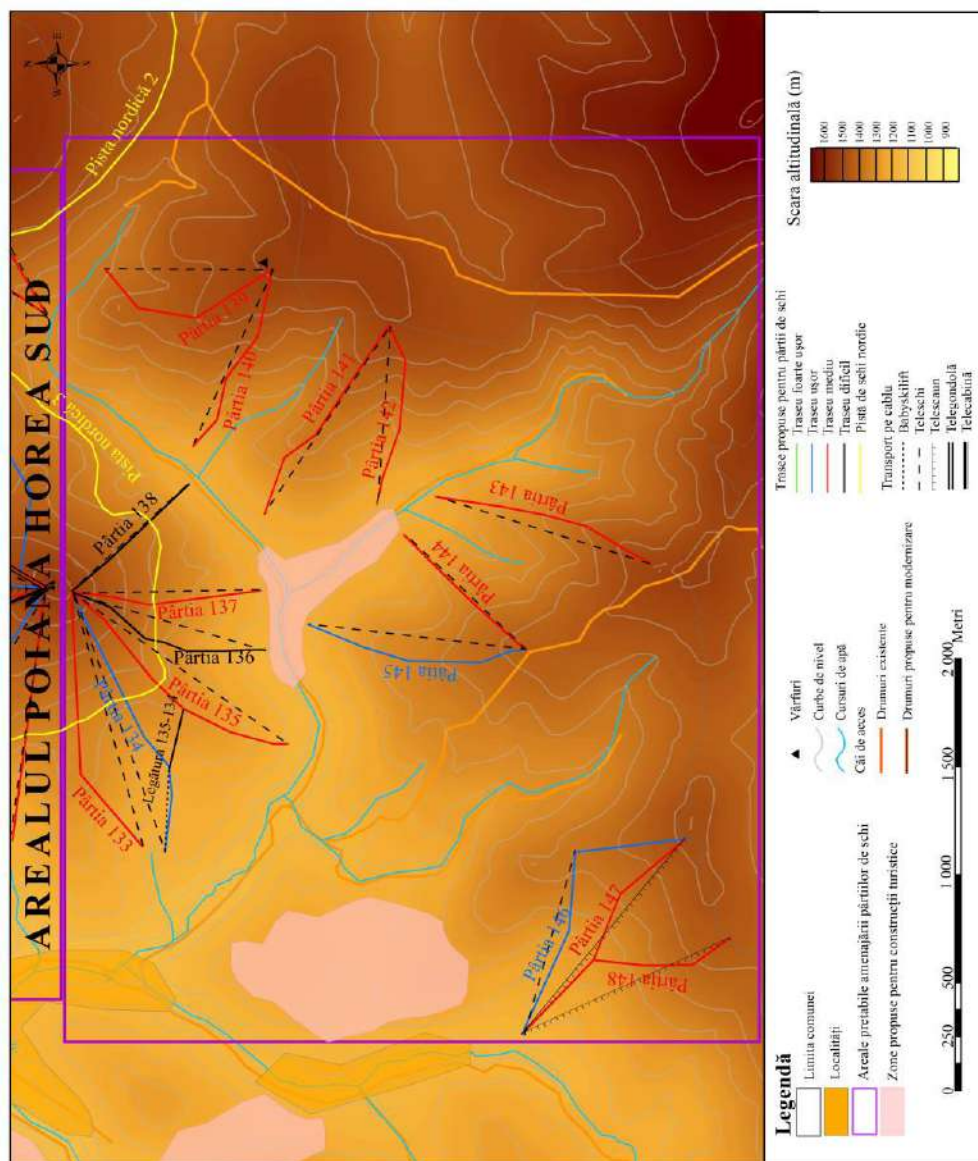 AREALUL POIANA HOREA SUD
N
E
S
W
Pista nordică 2
Pista nordică 3
Pârtia 133
Pârtia 134
Legătura 135-134
Pârtia 135
Pârtia 136
Pârtia 137
Pârtia 138
Pârtia 139
Pârtia 140
Pârtia 141
Pârtia 142
Pârtia 143
Pârtia 144
Pâtia 145
Pârtia 146
Pârtia 147
Pârtia 148
Legendă
Limita comunei
Localități
Areale pretabile amenajării pârtiilor de schi
Zone propuse pentru construcții turistice
Vârfuri
Curbe de nivel
Cursuri de apă
Căi de acces
Drumuri existente
Drumuri propuse pentru modernizare
Trasee propuse pentru pârtii de schi
Traseu foarte ușor
Traseu ușor
Traseu mediu
Traseu dificil
Pistă de schi nordic
Transport pe cablu
Babyskilift
Teleschi
Telescaun
Telegondolă
Telecabină
Scara altitudinală (m)
1600
1500
1400
1300
1200
1100
1000
900
0 250 500 1 000 1 500 2 000
Metri